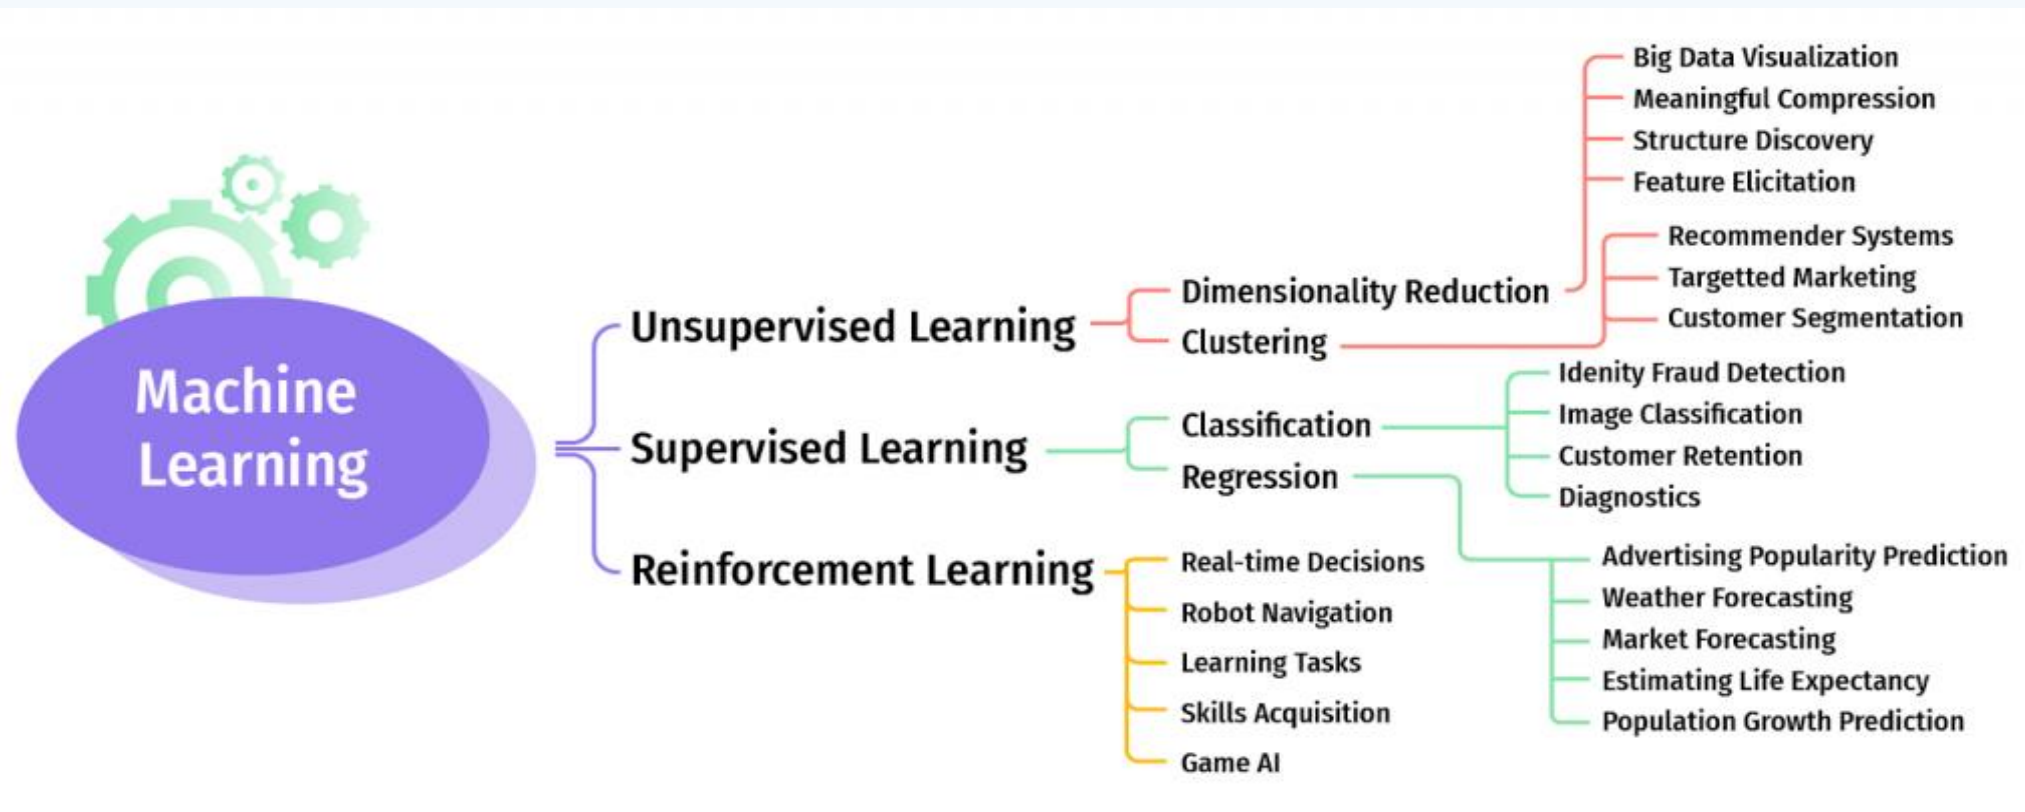 Machine
Learning
Unsupervised Learning
Dimensionality Reduction
Big Data Visualization
Meaningful Compression
Structure Discovery
Feature Elicitation
Clustering
Recommender Systems
Targetted Marketing
Customer Segmentation
Supervised Learning
Classification
Idenity Fraud Detection
Image Classification
Customer Retention
Diagnostics
Regression
Advertising Popularity Prediction
Weather Forecasting
Market Forecasting
Estimating Life Expectancy
Population Growth Prediction
Reinforcement Learning
Real-time Decisions
Robot Navigation
Learning Tasks
Skills Acquisition
Game AI